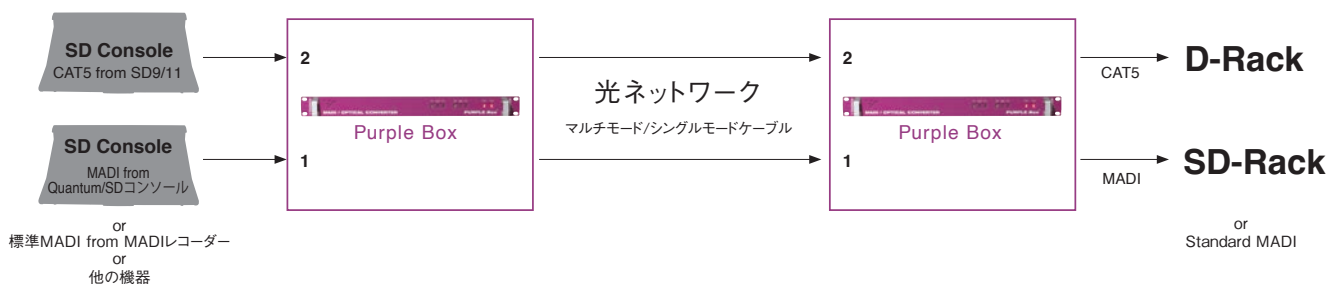 SD Console
CAT5 from SD9/11
2
2
光ネットワーク
マルチモード/シングルモードケーブル
CAT5
D-Rack
Purple Box
Purple Box
SD Console
MADI from
Quantum/SDコンソール
1
1
MADI
SD-Rack
or
標準MADI from MADIレコーダー
or
他の機器
or
Standard MADI